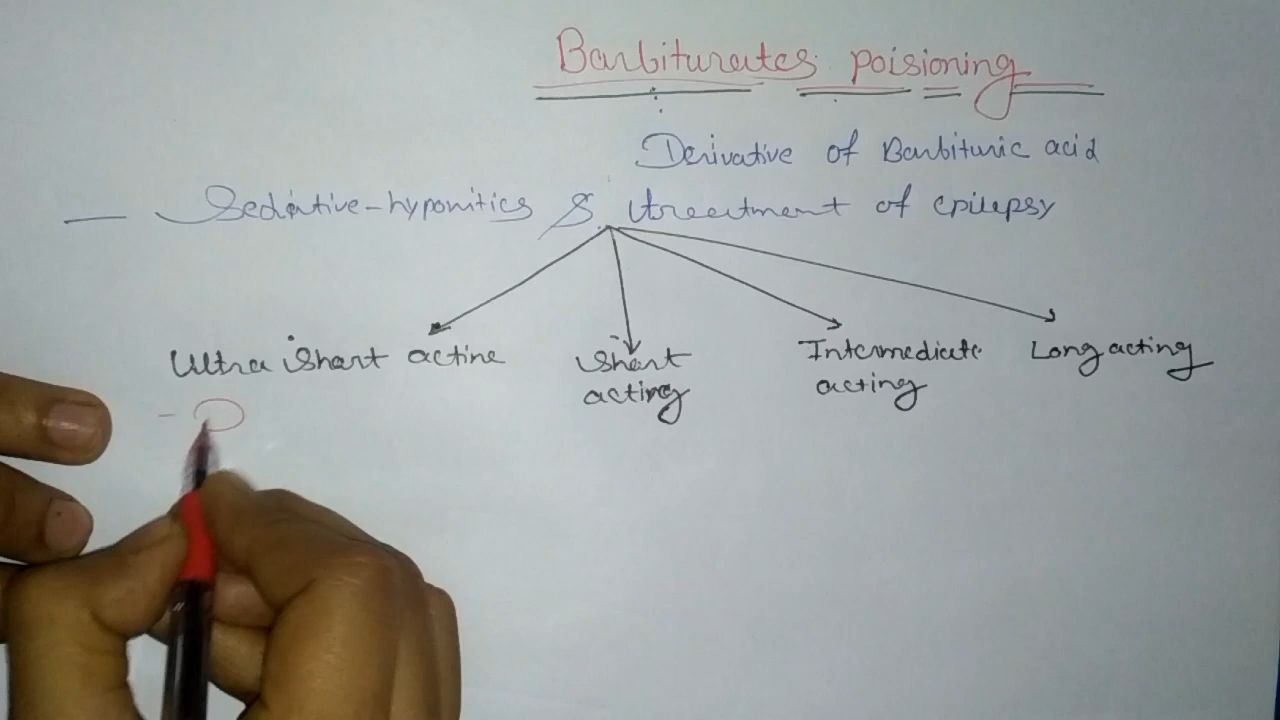 Barbiturates poisioning
Derivative of Barbituric acid
Sedative-hyponitics & treatment of epilepsy
Ultra short actine
short acting
Intermediate acting
Long acting